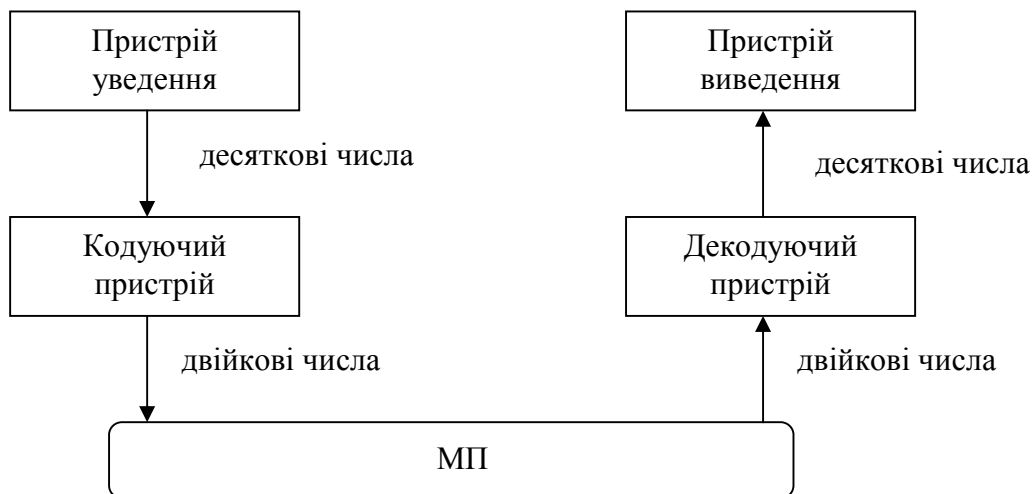 Пристрій
уведення
Пристрій
виведення
десяткові числа
десяткові числа
Кодуючий
пристрій
Декодуючий
пристрій
двійкові числа
двійкові числа
МП